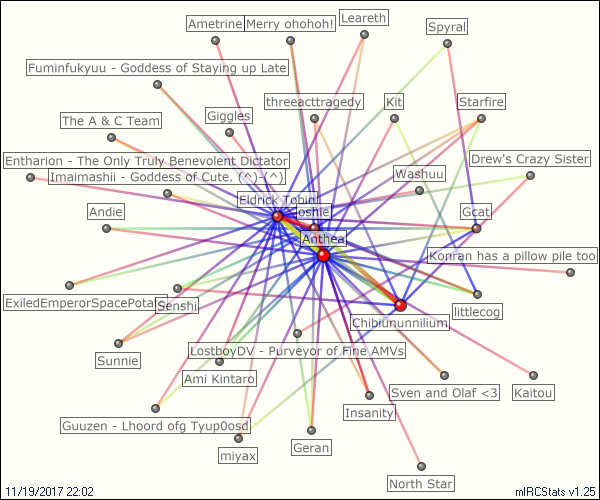 Ametrine
Merry ohohoh!
Leareth
Spyral
Fuminfukyuu - Goddess of Staying up Late
threeacttragedy
Kit
Starfire
The A & C Team
Giggles
Entharion - The Only Truly Benevolent Dictator
Drew's Crazy Sister
Imaimashii - Goddess of Cute. (^)-(^)
Washuu
Eldrick Tobin
oshie
Andie
Gcat
Anthea
Konran has a pillow pile too
ExiledEmperorSpacePota
Senshi
littlecog
Chibiununnilium
Sunnie
LostboyDV - Purveyor of Fine AMVs
Ami Kintaro
Sven and Olaf <3
Kaitou
Insanity
Guuzen - Lhoord ofg Tyup0osd
miyax
Geran
North Star
11/19/2017 22:02
mIRCStats v1.25